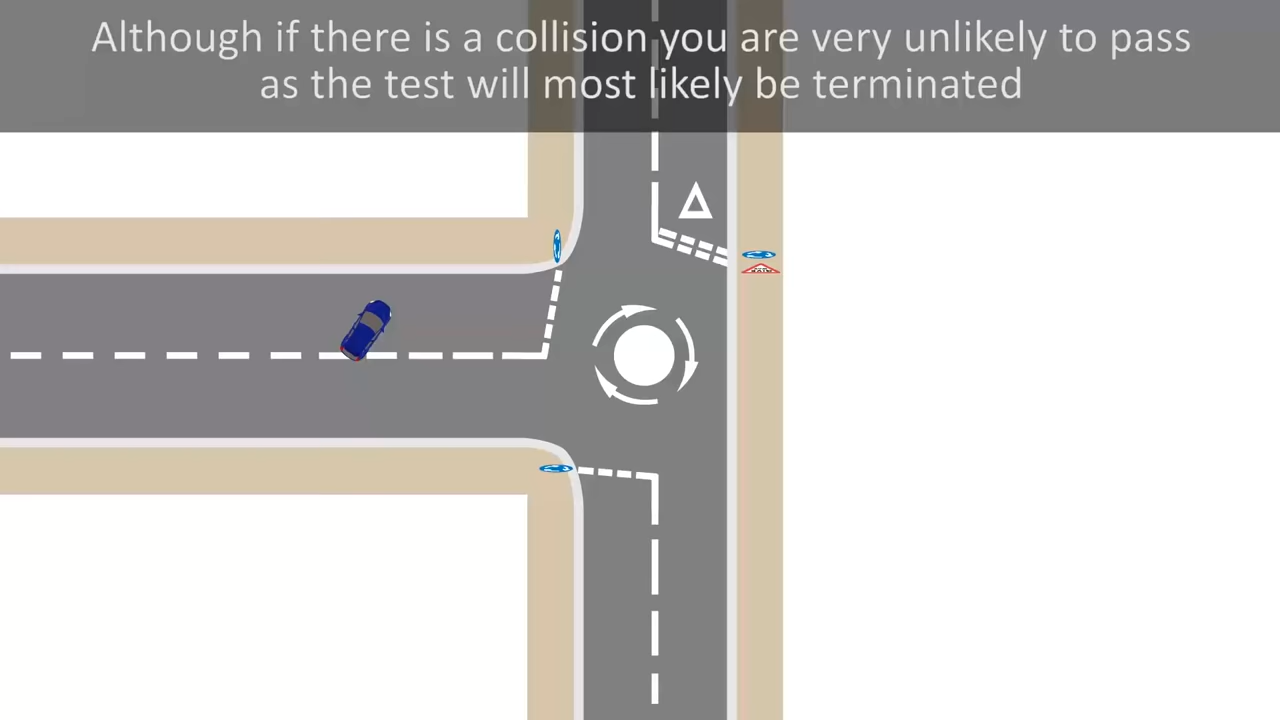 Although if there is a collision you are very unlikely to pass
as the test will most likely be terminated